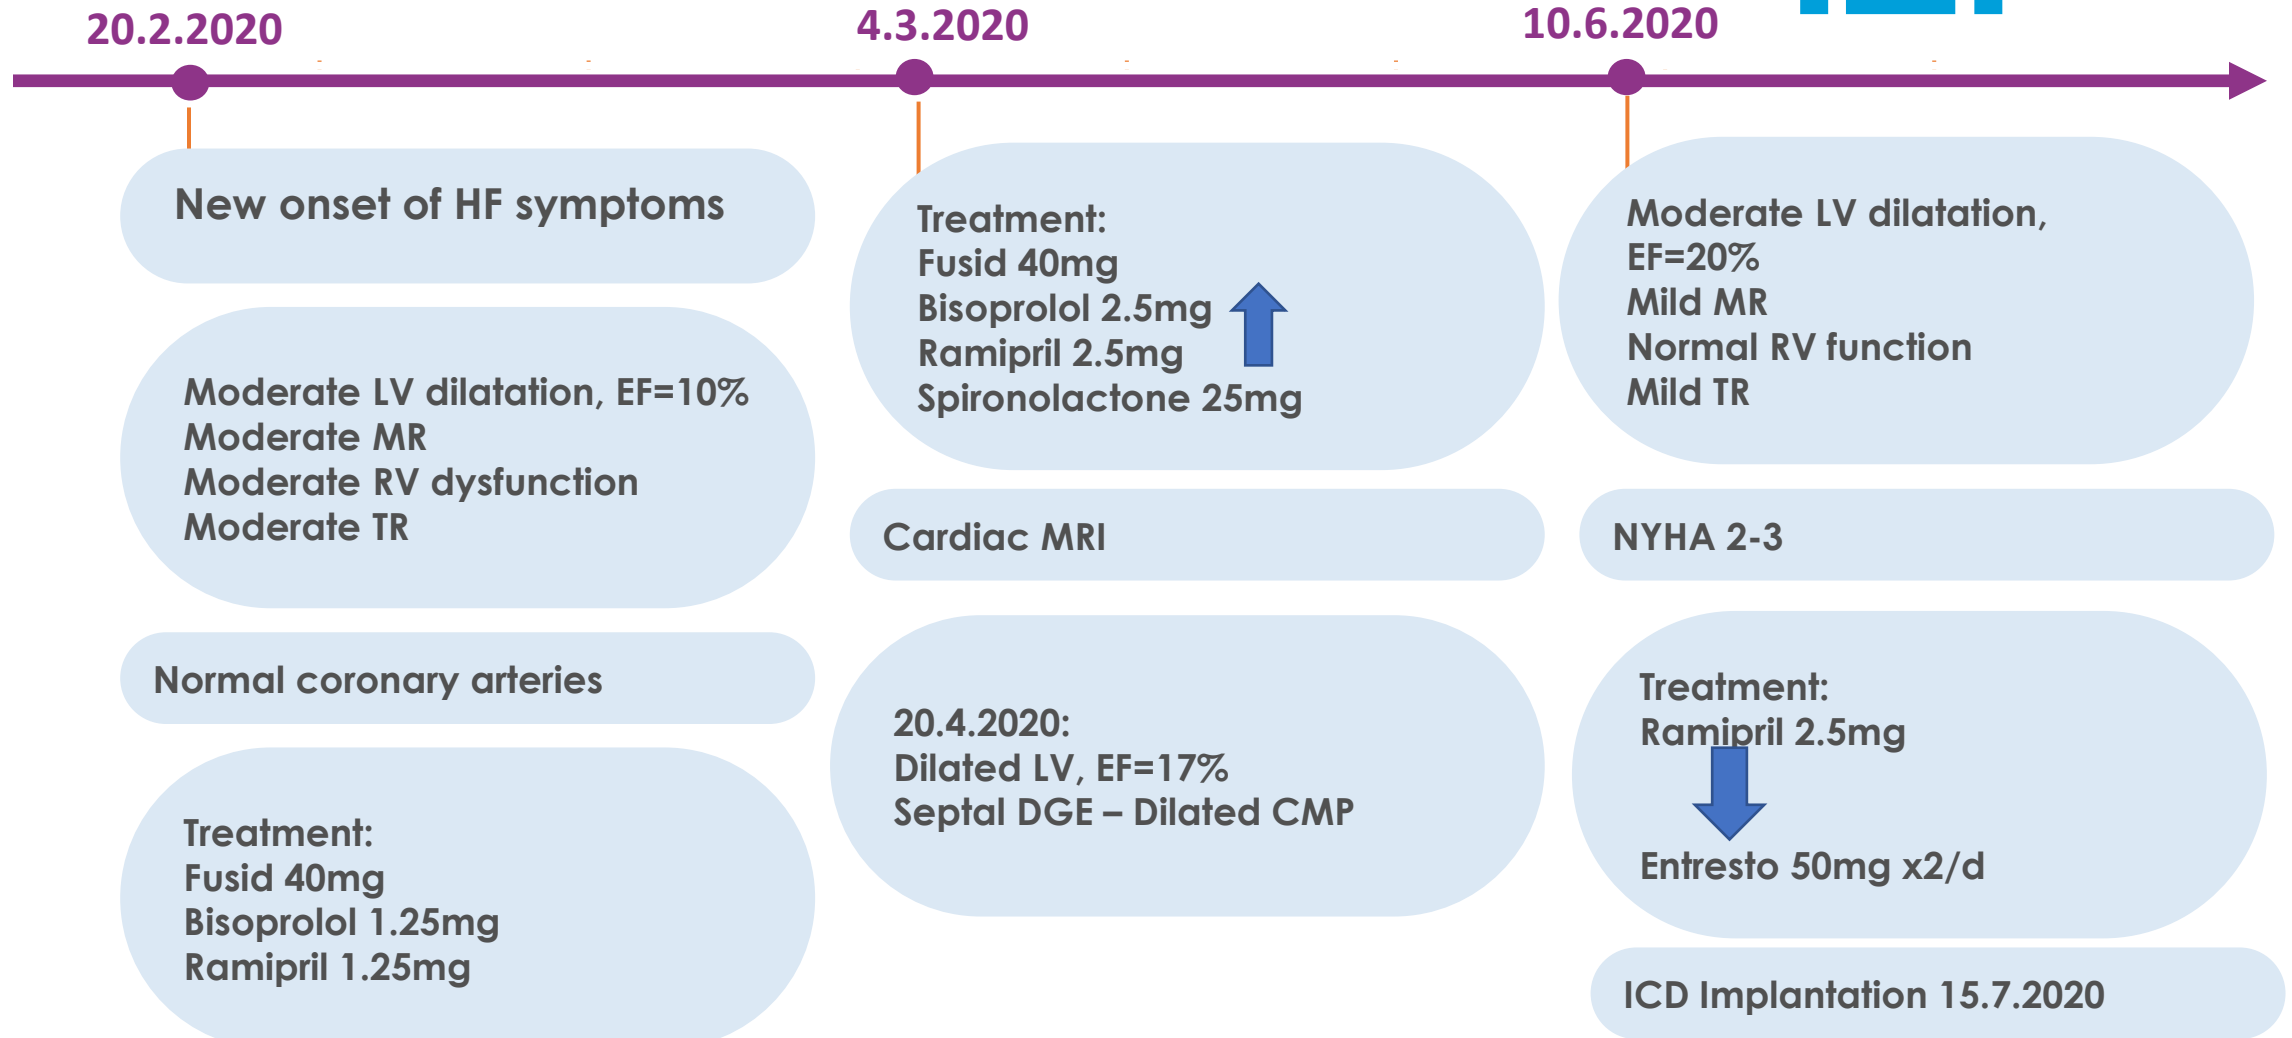 20.2.2020
4.3.2020
10.6.2020
New onset of HF symptoms
Moderate LV dilatation, EF=10%
Moderate MR
Moderate RV dysfunction
Moderate TR
Normal coronary arteries
Treatment:
Fusid 40mg
Bisoprolol 1.25mg
Ramipril 1.25mg
Treatment:
Fusid 40mg
Bisoprolol 2.5mg
Ramipril 2.5mg
Spironolactone 25mg
Cardiac MRI
20.4.2020:
Dilated LV, EF=17%
Septal DGE – Dilated CMP
Moderate LV dilatation,
EF=20%
Mild MR
Normal RV function
Mild TR
NYHA 2-3
Treatment:
Ramipril 2.5mg
Entresto 50mg x2/d
ICD Implantation 15.7.2020